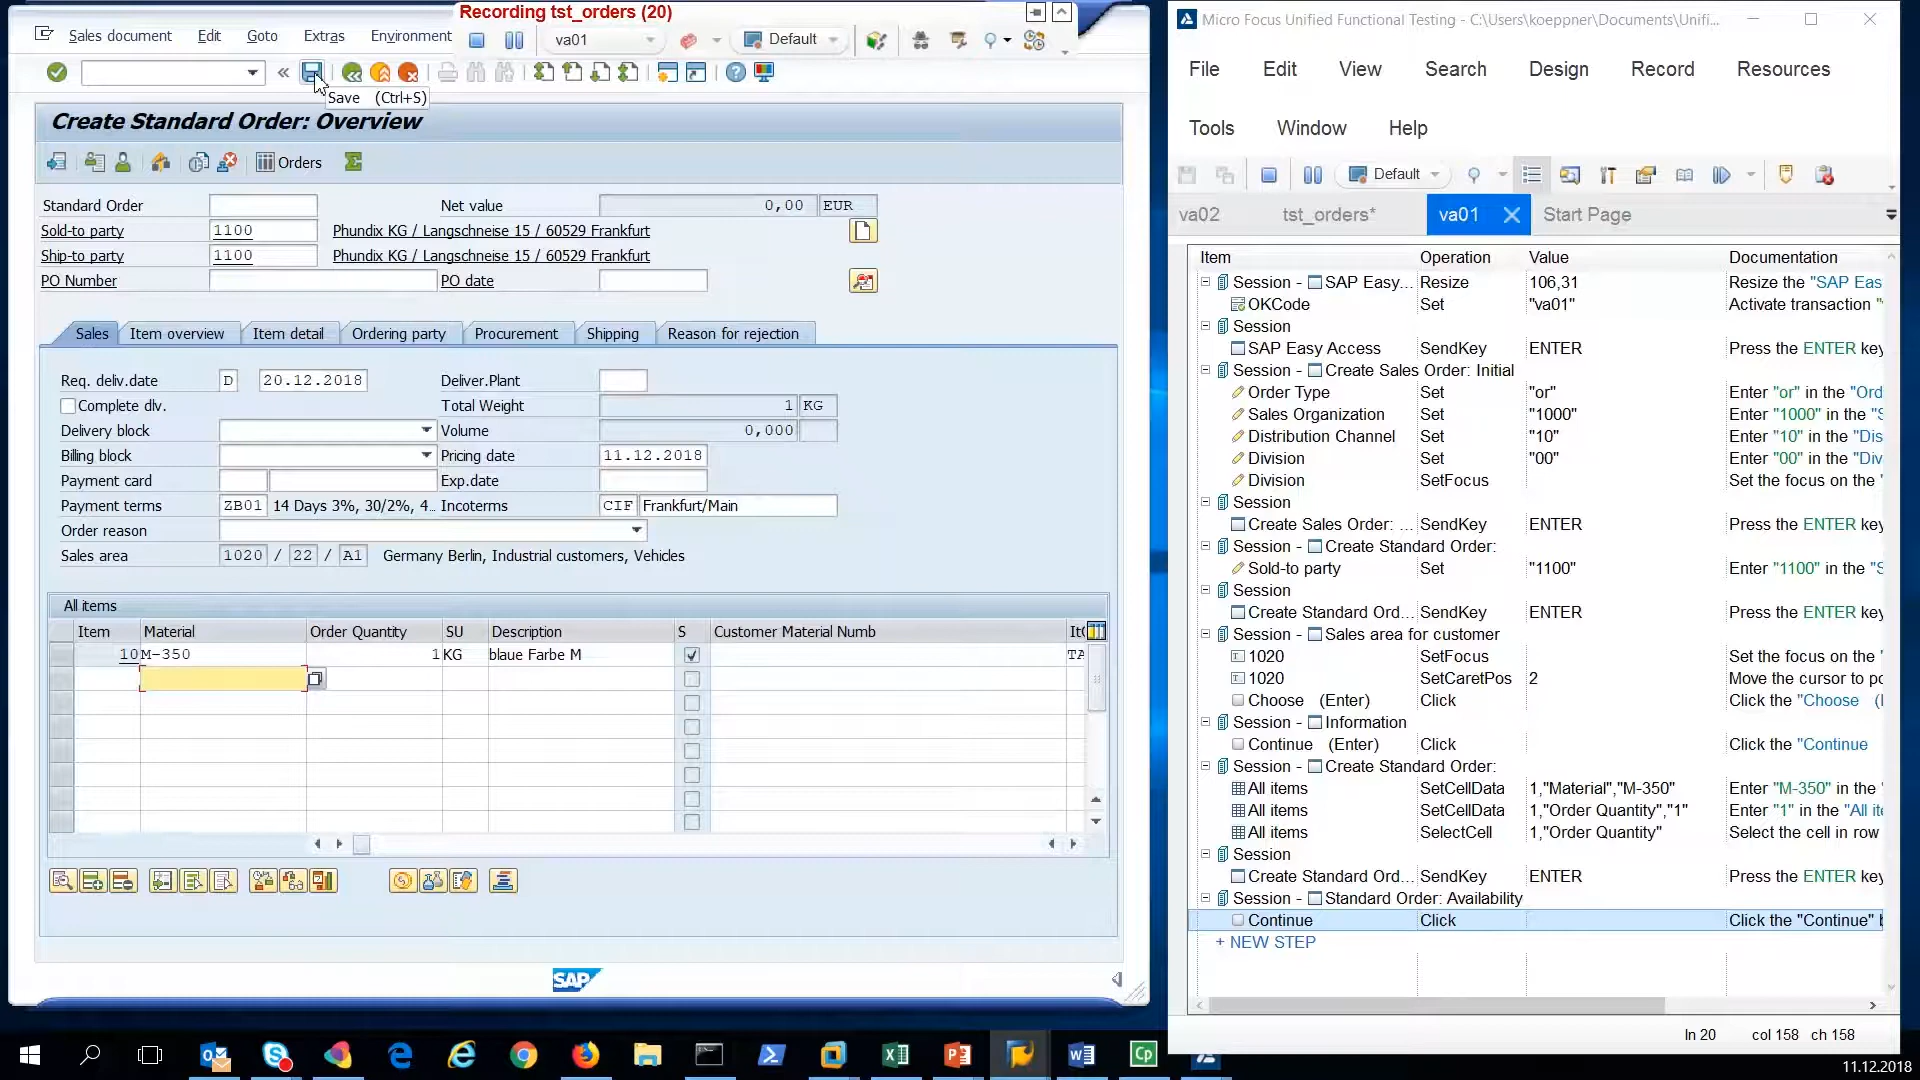 Recording tst_orders (20)
Sales document Edit Goto Extras Environment
va01 Default
Save (Ctrl+S)
Create Standard Order: Overview
Orders
Standard Order Net value 0,00 EUR
Sold-to party 1100 Phundix KG / Langschneise 15 / 60529 Frankfurt
Ship-to party 1100 Phundix KG / Langschneise 15 / 60529 Frankfurt
PO Number PO date
Sales Item overview Item detail Ordering party Procurement Shipping Reason for rejection
Req. deliv.date D 20.12.2018 Deliver.Plant
Complete dlv. Total Weight 1 KG
Delivery block Volume 0,000
Billing block Pricing date 11.12.2018
Payment card Exp.date
Payment terms ZB01 14 Days 3%, 30/2%, 4.. Incoterms CIF Frankfurt/Main
Order reason
Sales area 1020 / 22 / A1 Germany Berlin, Industrial customers, Vehicles
All items
Item Material Order Quantity SU Description S Customer Material Numb
10 M-350 1 KG blaue Farbe M TA
SAP
Micro Focus Unified Functional Testing - C:\Users\koeppner\Documents\Unifi...
File Edit View Search Design Record Resources
Tools Window Help
Default
va02 tst_orders* va01 Start Page
Item Operation Value Documentation
Session - SAP Easy... Resize 106,31 Resize the "SAP Eas
OKCode Set "va01" Activate transaction "
Session
SAP Easy Access SendKey ENTER Press the ENTER key
Session - Create Sales Order: Initial
Order Type Set "or" Enter "or" in the "Ord
Sales Organization Set "1000" Enter "1000" in the "S
Distribution Channel Set "10" Enter "10" in the "Dis
Division Set "00" Enter "00" in the "Div
Division SetFocus Set the focus on the "
Session
Create Sales Order: ... SendKey ENTER Press the ENTER key
Session - Create Standard Order:
Sold-to party Set "1100" Enter "1100" in the "S
Session
Create Standard Ord... SendKey ENTER Press the ENTER key
Session - Sales area for customer
1020 SetFocus Set the focus on the "
1020 SetCaretPos 2 Move the cursor to po
Choose (Enter) Click Click the "Choose (
Session - Information
Continue (Enter) Click Click the "Continue
Session - Create Standard Order:
All items SetCellData 1,"Material","M-350" Enter "M-350" in the "
All items SetCellData 1,"Order Quantity","1" Enter "1" in the "All ite
All items SelectCell 1,"Order Quantity" Select the cell in row
Session
Create Standard Ord... SendKey ENTER Press the ENTER key
Session - Standard Order: Availability
Continue Click Click the "Continue" b
+ NEW STEP
ln 20 col 158 ch 158
11.12.2018